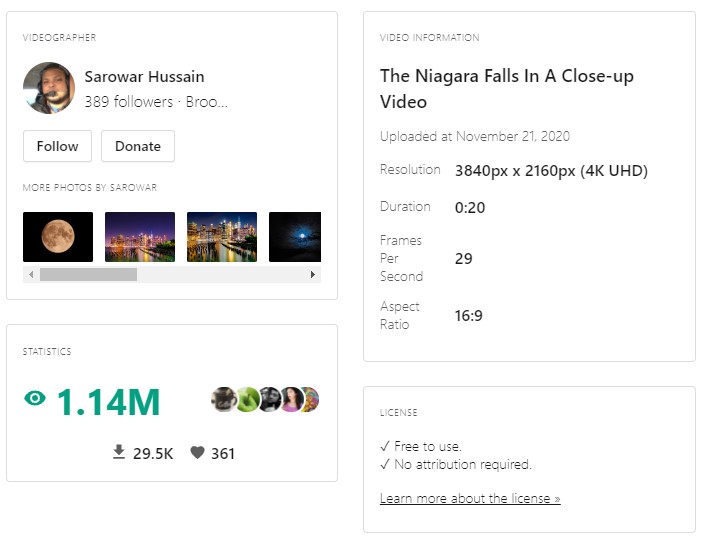 VIDEOGRAPHER
Sarowar Hussain
389 followers · Broo...
Follow
Donate
MORE PHOTOS BY SAROWAR
STATISTICS
1.14M
29.5K
361
VIDEO INFORMATION
The Niagara Falls In A Close-up
Video
Uploaded at November 21, 2020
Resolution 3840px x 2160px (4K UHD)
Duration 0:20
Frames
Per
Second
29
Aspect
Ratio
16:9
LICENSE
✓ Free to use.
✓ No attribution required.
Learn more about the license »